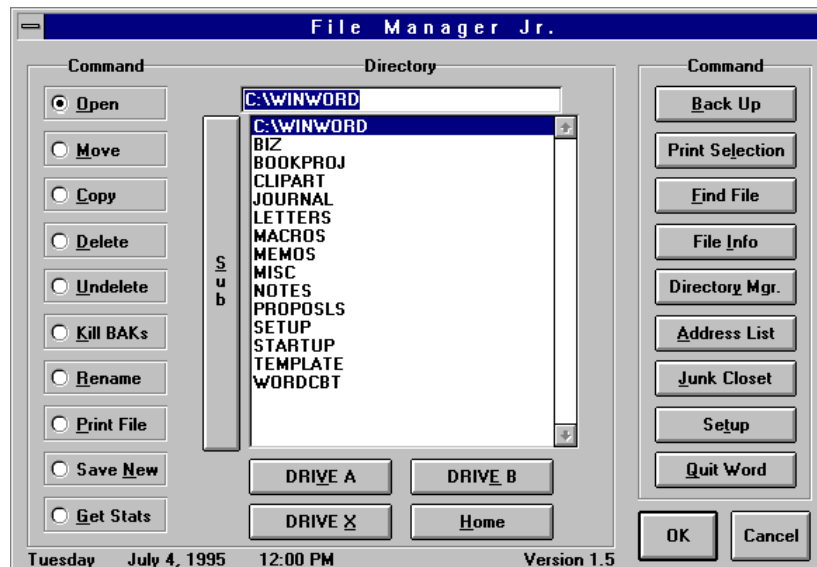 File Manager Jr.
Command
Open
Move
Copy
Delete
Undelete
Kill BAKs
Rename
Print File
Save New
Get Stats
Directory
C:\WINWORD
Sub
C:\WINWORD
BIZ
BOOKPROJ
CLIPART
JOURNAL
LETTERS
MACROS
MEMOS
MISC
NOTES
PROPOSLS
SETUP
STARTUP
TEMPLATE
WORDCBT
DRIVE A
DRIVE B
DRIVE X
Home
Command
Back Up
Print Selection
Find File
File Info
Directory Mgr.
Address List
Junk Closet
Setup
Quit Word
OK
Cancel
Tuesday July 4, 1995 12:00 PM Version 1.5